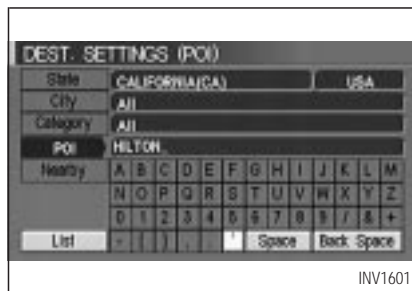 DEST. SETTINGS (POI)
State CALIFORNIA(CA) USA
City All
Category All
POI HILTON
Nearby A B C D E F G H I J K L M
N O P Q R S T U V W X Y Z
0 1 2 3 4 5 6 7 8 9 / & +
List - ( ) , . ' Space Back Space
INV1601